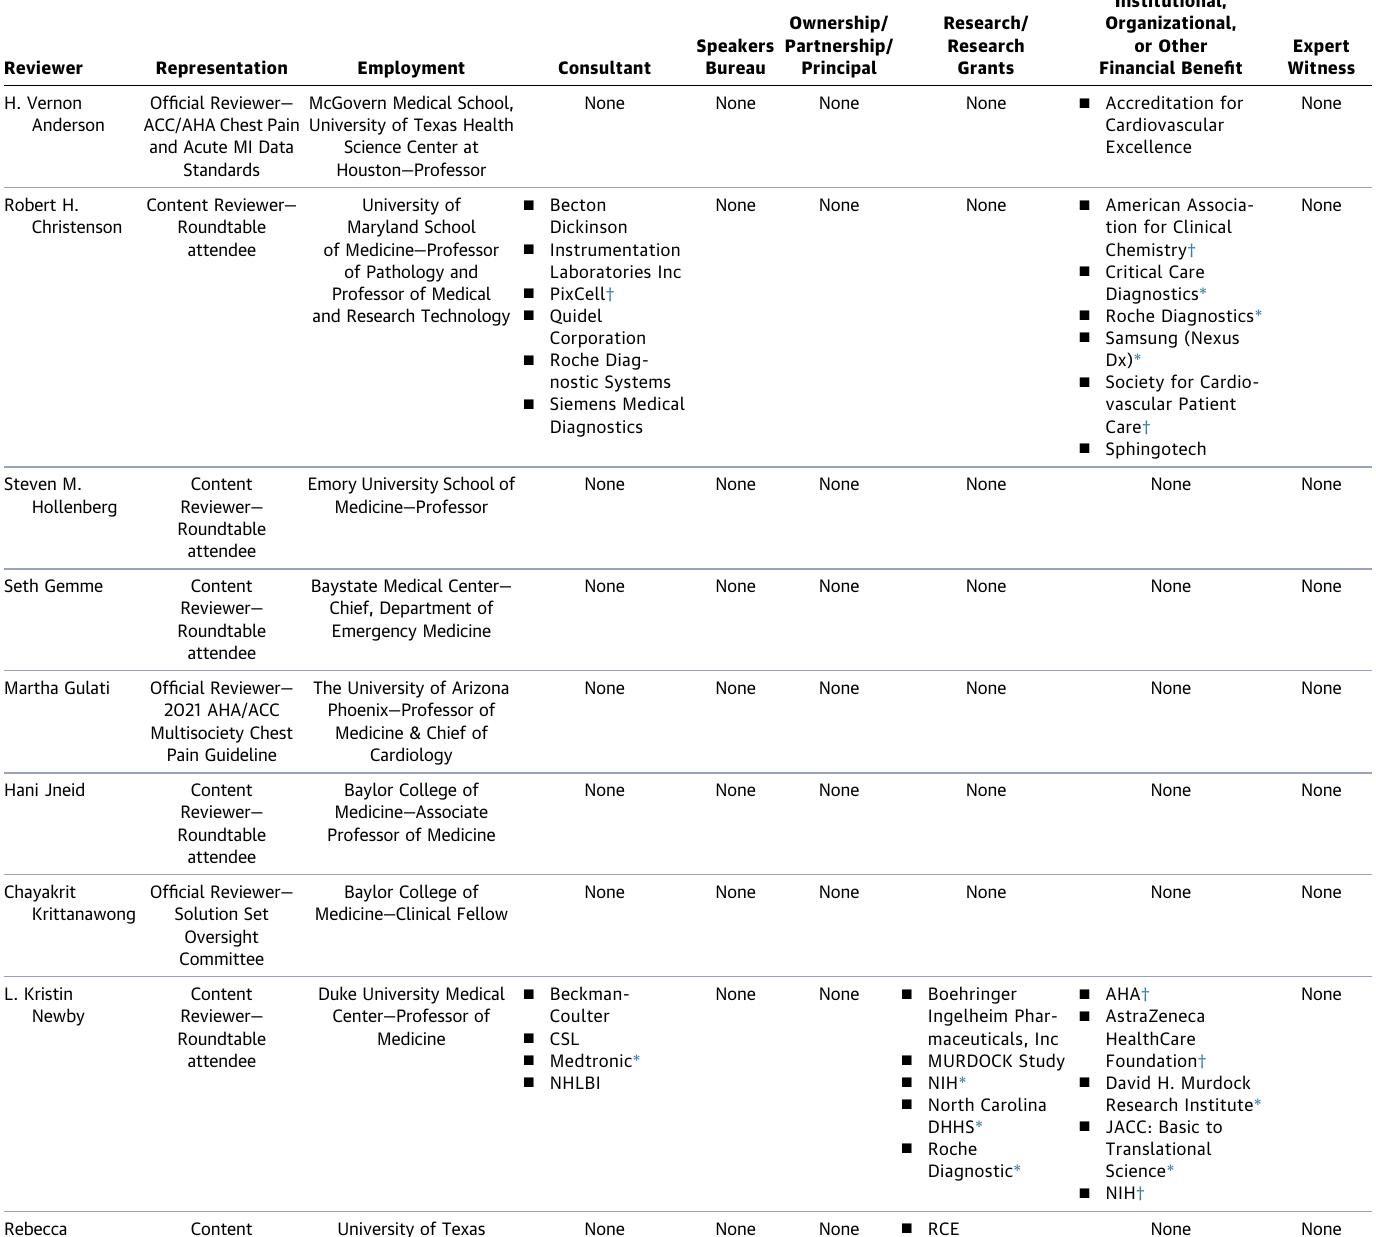 Institutional,
Ownership/ Research/ Organizational,
Speakers Partnership/ Research or Other Expert
Reviewer Representation Employment Consultant Bureau Principal Grants Financial Benefit Witness
H. Vernon Official Reviewer— McGovern Medical School, None None None None ■ Accreditation for None
Anderson ACC/AHA Chest Pain University of Texas Health Cardiovascular
and Acute MI Data Science Center at Excellence
Standards Houston—Professor
Robert H. Content Reviewer— University of ■ Becton None None None ■ American Associa- None
Christenson Roundtable Maryland School Dickinson tion for Clinical
attendee of Medicine—Professor ■ Instrumentation Chemistry†
of Pathology and Laboratories Inc ■ Critical Care
Professor of Medical ■ PixCell† Diagnostics*
and Research Technology ■ Quidel ■ Roche Diagnostics*
Corporation ■ Samsung (Nexus
■ Roche Diag- Dx)*
nostic Systems ■ Society for Cardio-
■ Siemens Medical vascular Patient
Diagnostics Care†
■ Sphingotech
Steven M. Content Emory University School of None None None None None None
Hollenberg Reviewer— Medicine—Professor
Roundtable
attendee
Seth Gemme Content Baystate Medical Center— None None None None None None
Reviewer— Chief, Department of
Roundtable Emergency Medicine
attendee
Martha Gulati Official Reviewer— The University of Arizona None None None None None None
2021 AHA/ACC Phoenix—Professor of
Multisociety Chest Medicine & Chief of
Pain Guideline Cardiology
Hani Jneid Content Baylor College of None None None None None None
Reviewer— Medicine—Associate
Roundtable Professor of Medicine
attendee
Chayakrit Official Reviewer— Baylor College of None None None None None None
Krittanawong Solution Set Medicine—Clinical Fellow
Oversight
Committee
L. Kristin Content Duke University Medical ■ Beckman- None None ■ Boehringer ■ AHA† None
Newby Reviewer— Center—Professor of Coulter Ingelheim Phar- ■ AstraZeneca
Roundtable Medicine ■ CSL maceuticals, Inc HealthCare
attendee ■ Medtronic* ■ MURDOCK Study Foundation†
■ NHLBI ■ NIH* ■ David H. Murdock
■ North Carolina Research Institute*
DHHS* ■ JACC: Basic to
■ Roche Translational
Diagnostic* Science*
■ NIH†
Rebecca Content University of Texas None None None ■ RCE None None